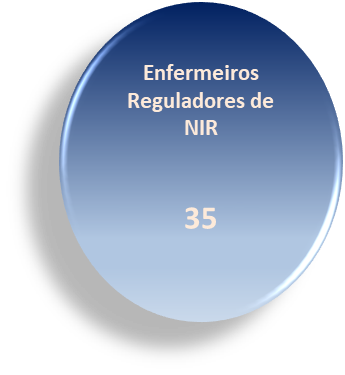 Enfermeiros
Reguladores de
NIR
35